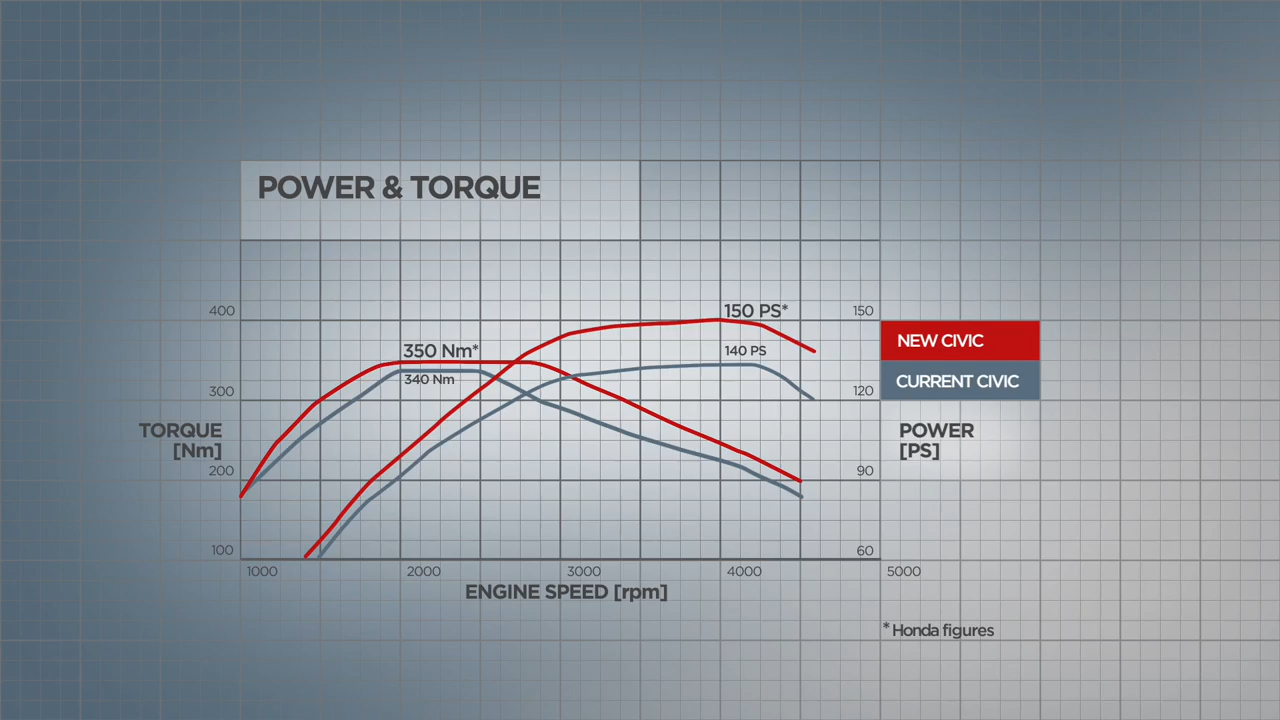 POWER & TORQUE
400
150 PS*
150
NEW CIVIC
350 Nm*
140 PS
340 Nm
CURRENT CIVIC
300
120
TORQUE
[Nm]
POWER
[PS]
200
90
100
60
1000
2000
3000
4000
5000
ENGINE SPEED [rpm]
* Honda figures